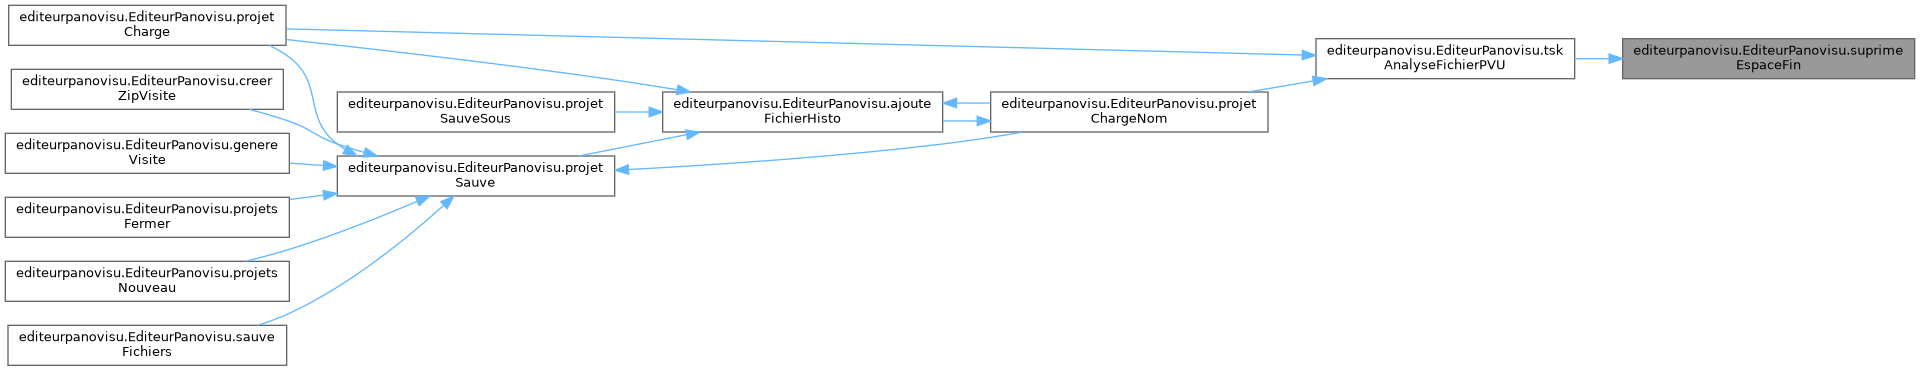 editeurpanovisu.EditeurPanovisu.projet
Charge
editeurpanovisu.EditeurPanovisu.creer
ZipVisite
editeurpanovisu.EditeurPanovisu.genere
Visite
editeurpanovisu.EditeurPanovisu.projets
Fermer
editeurpanovisu.EditeurPanovisu.projets
Nouveau
editeurpanovisu.EditeurPanovisu.sauve
Fichiers
editeurpanovisu.EditeurPanovisu.projet
SauveSous
editeurpanovisu.EditeurPanovisu.projet
Sauve
editeurpanovisu.EditeurPanovisu.ajoute
FichierHisto
editeurpanovisu.EditeurPanovisu.projet
ChargeNom
editeurpanovisu.EditeurPanovisu.tsk
AnalyseFichierPVU
editeurpanovisu.EditeurPanovisu.suprime
EspaceFin